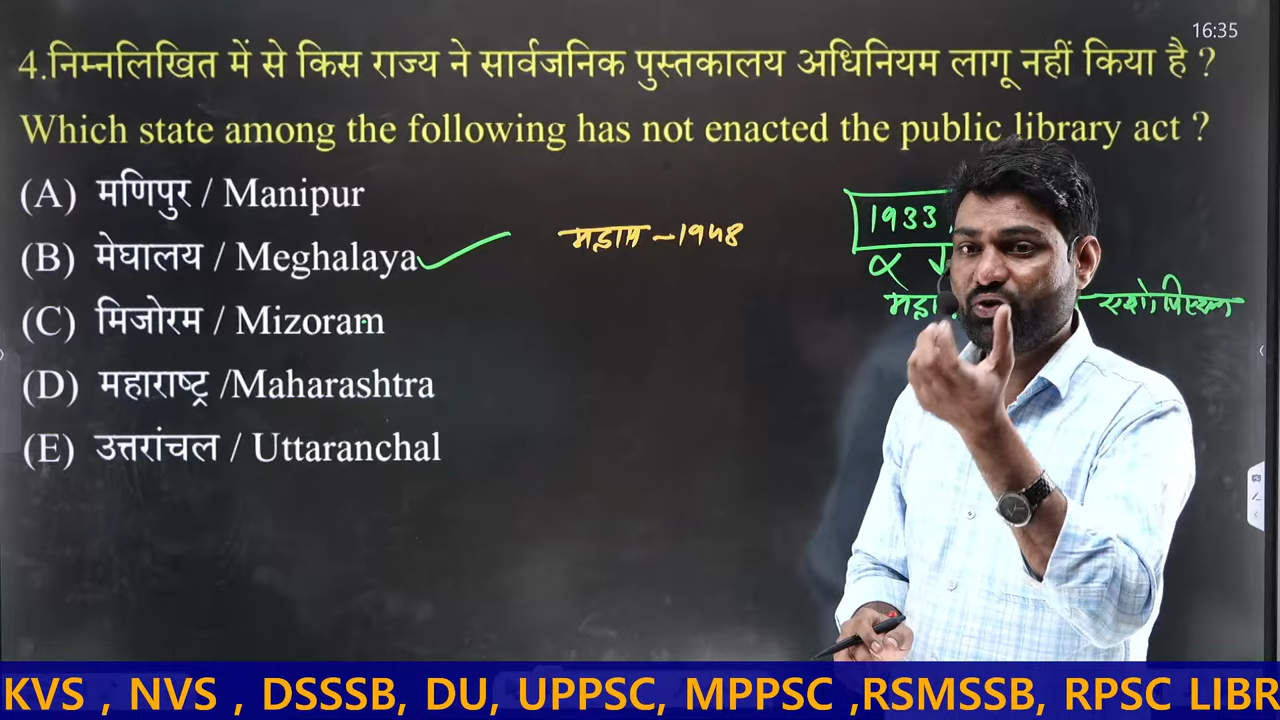 16:35
4.निम्नलिखित में से किस राज्य ने सार्वजनिक पुस्तकालय अधिनियम लागू नहीं किया है ?
Which state among the following has not enacted the public library act ?
(A) मणिपुर / Manipur
(B) मेघालय / Meghalaya
मद्रास – १९४8
1933
(C) मिजोरम / Mizoram
(D) महाराष्ट्र /Maharashtra
(E) उत्तरांचल / Uttaranchal
KVS , NVS , DSSSB, DU, UPPSC, MPPSC ,RSMSSB, RPSC LIBR